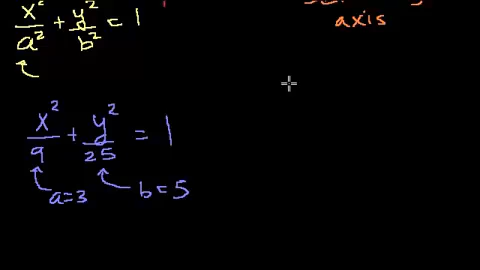 x²/a² + y²/b² = 1
axis
x²/9 + y²/25 = 1
a=3 b=5